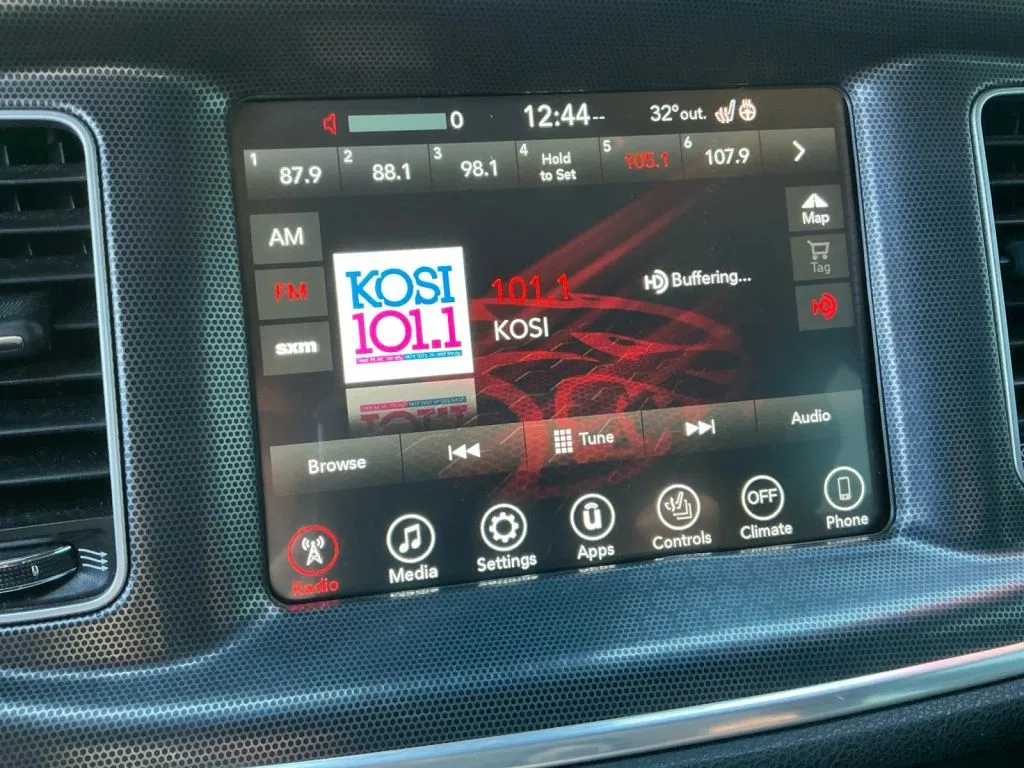 0 12:44-- 32°out.
1 87.9
2 88.1
3 98.1
4 Hold
to Set
5 105.1
6 107.9
AM
FM
sxm
KOSI
101.1
101.1
KOSI
HD Buffering...
Map
Tag
HD
Browse
Tune
Audio
Radio
Media
Settings
ü
Apps
Controls
OFF
Climate
Phone